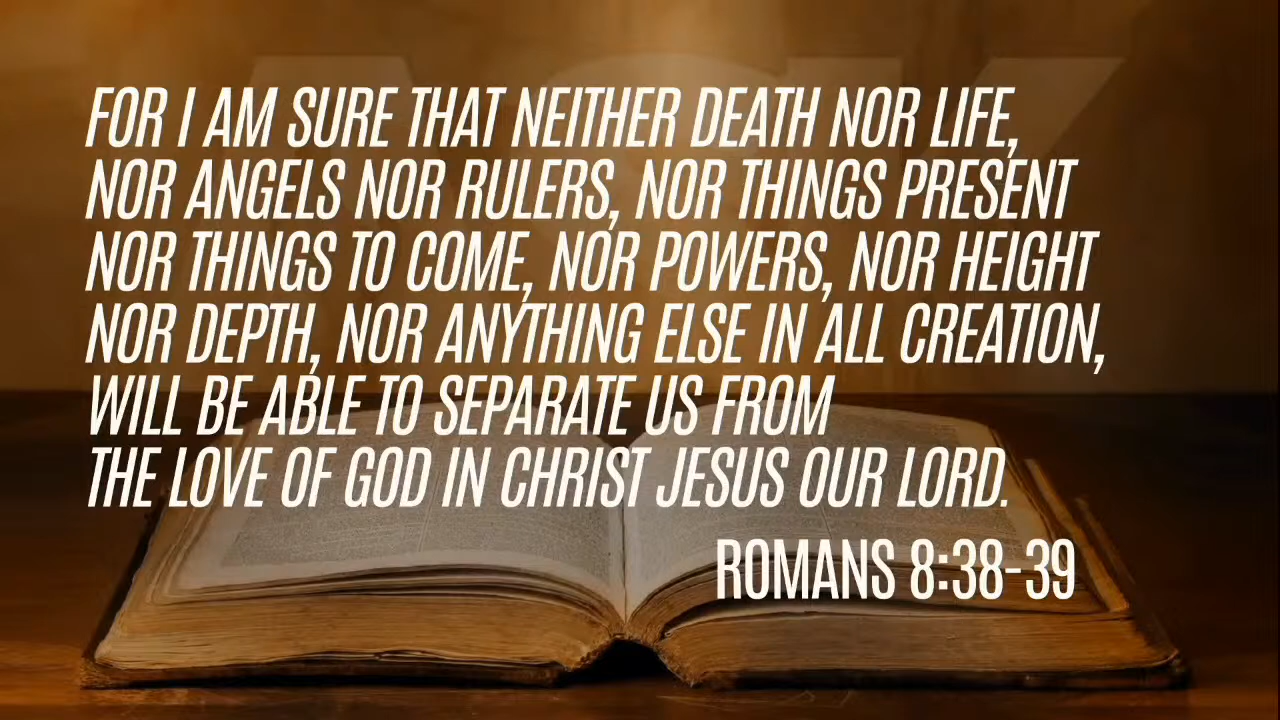 FOR I AM SURE THAT NEITHER DEATH NOR LIFE,
NOR ANGELS NOR RULERS, NOR THINGS PRESENT
NOR THINGS TO COME, NOR POWERS, NOR HEIGHT
NOR DEPTH, NOR ANYTHING ELSE IN ALL CREATION,
WILL BE ABLE TO SEPARATE US FROM
THE LOVE OF GOD IN CHRIST JESUS OUR LORD.
ROMANS 8:38-39